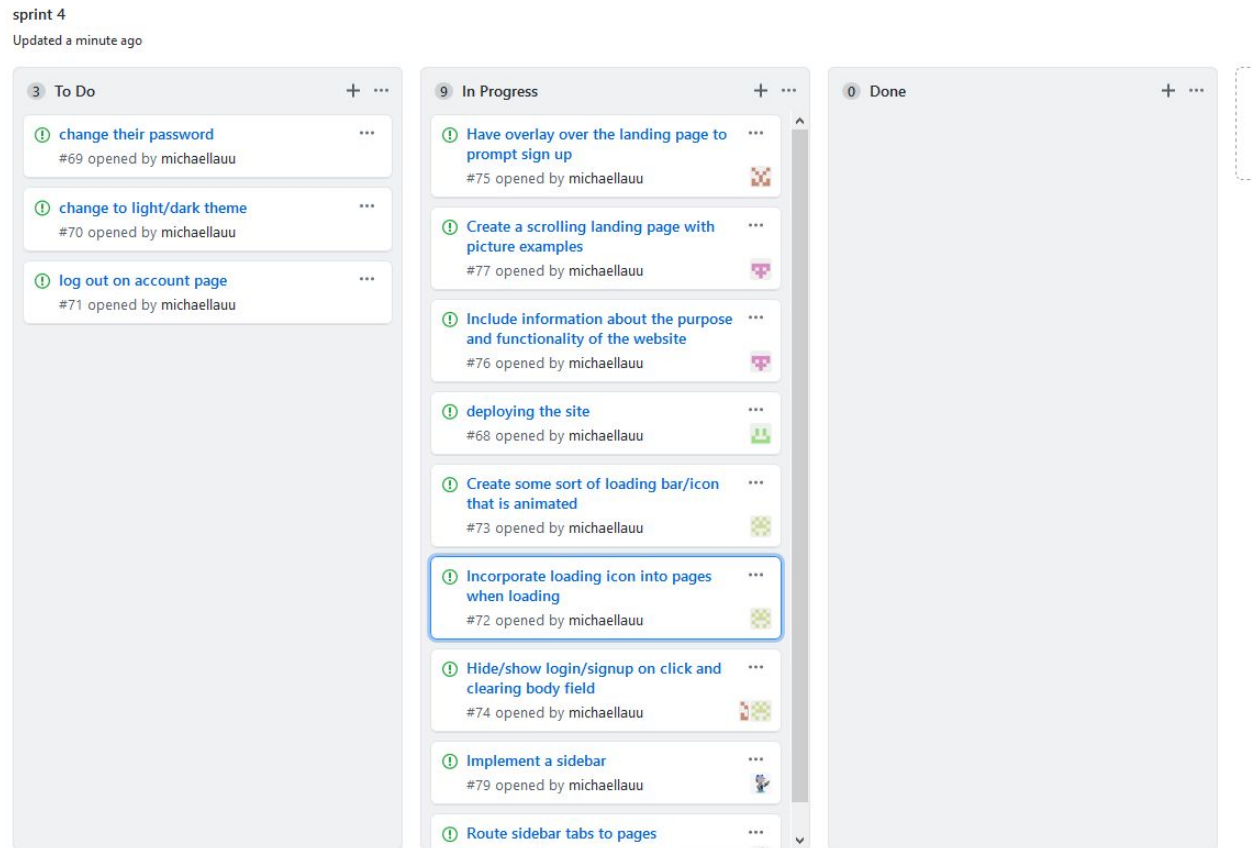 sprint 4
Updated a minute ago
3 To Do
change their password
#69 opened by michaellauu
change to light/dark theme
#70 opened by michaellauu
log out on account page
#71 opened by michaellauu
9 In Progress
Have overlay over the landing page to
prompt sign up
#75 opened by michaellauu
Create a scrolling landing page with
picture examples
#77 opened by michaellauu
Include information about the purpose
and functionality of the website
#76 opened by michaellauu
deploying the site
#68 opened by michaellauu
Create some sort of loading bar/icon
that is animated
#73 opened by michaellauu
Incorporate loading icon into pages
when loading
#72 opened by michaellauu
Hide/show login/signup on click and
clearing body field
#74 opened by michaellauu
Implement a sidebar
#79 opened by michaellauu
Route sidebar tabs to pages
0 Done